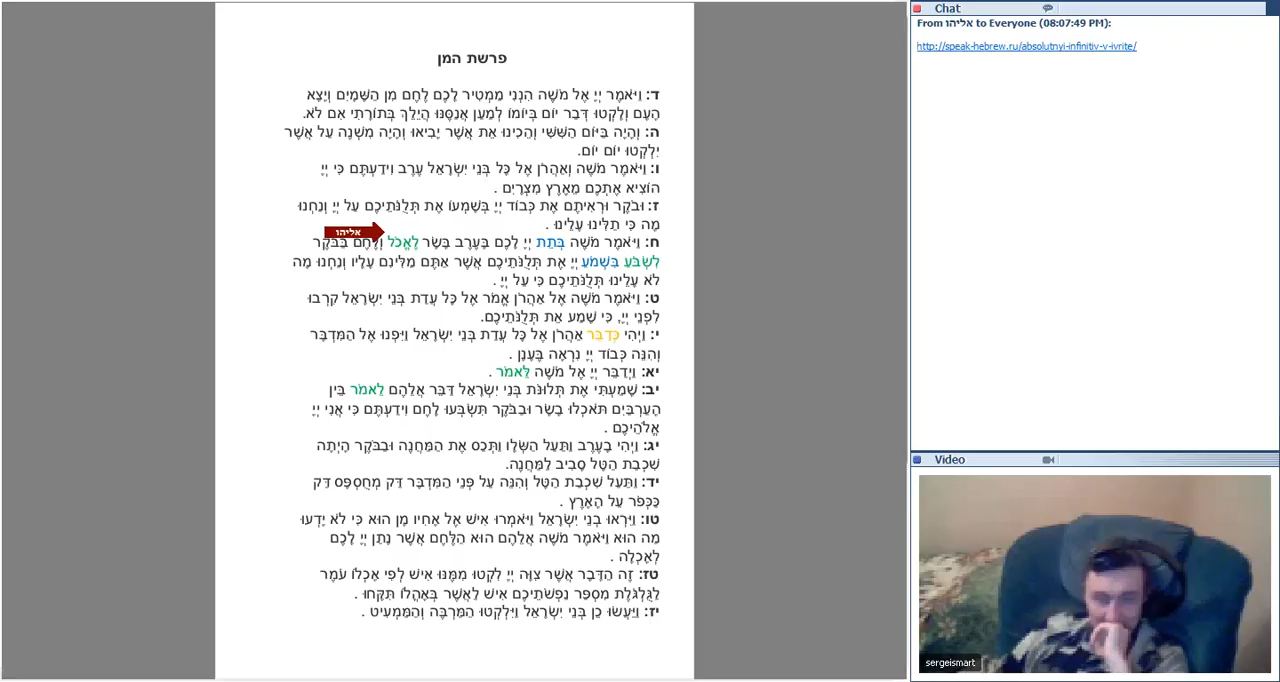 פרשת המן
ד: וַיֹּאמֶר יְיָ אֶל מֹשֶׁה הִנְנִי מַמְטִיר לָכֶם לֶחֶם מִן הַשָּׁמָיִם וְיָצָא
הָעָם וְלָקְטוּ דְּבַר יוֹם בְּיוֹמוֹ לְמַעַן אֲנַסֶּנּוּ הֲיֵלֵךְ בְּתוֹרָתִי אִם לֹא.
ה: וְהָיָה בַּיּוֹם הַשִּׁשִּׁי וְהֵכִינוּ אֵת אֲשֶׁר יָבִיאוּ וְהָיָה מִשְׁנֶה עַל אֲשֶׁר
יִלְקְטוּ יוֹם יוֹם.
ו: וַיֹּאמֶר מֹשֶׁה וְאַהֲרֹן אֶל כָּל בְּנֵי יִשְׂרָאֵל עֶרֶב וִידַעְתֶּם כִּי יְיָ
הוֹצִיא אֶתְכֶם מֵאֶרֶץ מִצְרָיִם .
ז: וּבֹקֶר וּרְאִיתֶם אֶת כְּבוֹד יְיָ בְּשָׁמְעוֹ אֶת תְּלֻנֹּתֵיכֶם עַל יְיָ וְנַחְנוּ
מָה כִּי תַלִּינוּ עָלֵינוּ .
אליהו
ח: וַיֹּאמֶר מֹשֶׁה בְּתֵת יְיָ לָכֶם בָּעֶרֶב בָּשָׂר לֶאֱכֹל וְלֶחֶם בַּבֹּקֶר
לִשְׂבֹּעַ בִּשְׁמֹעַ יְיָ אֶת תְּלֻנֹּתֵיכֶם אֲשֶׁר אַתֶּם מַלִּינִם עָלָיו וְנַחְנוּ מָה
לֹא עָלֵינוּ תְלֻנֹּתֵיכֶם כִּי עַל יְיָ .
ט: וַיֹּאמֶר מֹשֶׁה אֶל אַהֲרֹן אֱמֹר אֶל כָּל עֲדַת בְּנֵי יִשְׂרָאֵל קִרְבוּ
לִפְנֵי יְיָ, כִּי שָׁמַע אֵת תְּלֻנֹּתֵיכֶם.
י: וַיְהִי כְּדַבֵּר אַהֲרֹן אֶל כָּל עֲדַת בְּנֵי יִשְׂרָאֵל וַיִּפְנוּ אֶל הַמִּדְבָּר
וְהִנֵּה כְּבוֹד יְיָ נִרְאָה בֶּעָנָן .
יא: וַיְדַבֵּר יְיָ אֶל מֹשֶׁה לֵּאמֹר .
יב: שָׁמַעְתִּי אֶת תְּלוּנֹּת בְּנֵי יִשְׂרָאֵל דַּבֵּר אֲלֵהֶם לֵאמֹר בֵּין
הָעַרְבַּיִם תֹּאכְלוּ בָשָׂר וּבַבֹּקֶר תִּשְׂבְּעוּ לָחֶם וִידַעְתֶּם כִּי אֲנִי יְיָ
אֱלֹהֵיכֶם .
יג: וַיְהִי בָעֶרֶב וַתַּעַל הַשְּׂלָו וַתְּכַס אֶת הַמַּחֲנֶה וּבַבֹּקֶר הָיְתָה
שִׁכְבַת הַטַּל סָבִיב לַמַּחֲנֶה.
יד: וַתַּעַל שִׁכְבַת הַטָּל וְהִנֵּה עַל פְּנֵי הַמִּדְבָּר דַּק מְחֻסְפָּס דַּק
כַּכְּפֹר עַל הָאָרֶץ .
טו: וַיִּרְאוּ בְנֵי יִשְׂרָאֵל וַיֹּאמְרוּ אִישׁ אֶל אָחִיו מָן הוּא כִּי לֹא יָדְעוּ
מַה הוּא וַיֹּאמֶר מֹשֶׁה אֲלֵהֶם הוּא הַלֶּחֶם אֲשֶׁר נָתַן יְיָ לָכֶם
לְאָכְלָה .
טז: זֶה הַדָּבָר אֲשֶׁר צִוָּה יְיָ לִקְטוּ מִמֶּנּוּ אִישׁ לְפִי אָכְלוֹ עֹמֶר
לַגֻּלְגֹּלֶת מִסְפַּר נַפְשֹׁתֵיכֶם אִישׁ לַאֲשֶׁר בְּאָהֳלוֹ תִּקָּחוּ .
יז: וַיַּעֲשׂוּ כֵן בְּנֵי יִשְׂרָאֵל וַיִּלְקְטוּ הַמַּרְבֶּה וְהַמַּמְעִיט .
Chat
From אליהו to Everyone (08:07:49 PM):
http://speak-hebrew.ru/absolutnyi-infinitiv-v-ivrite/
Video
sergeismart